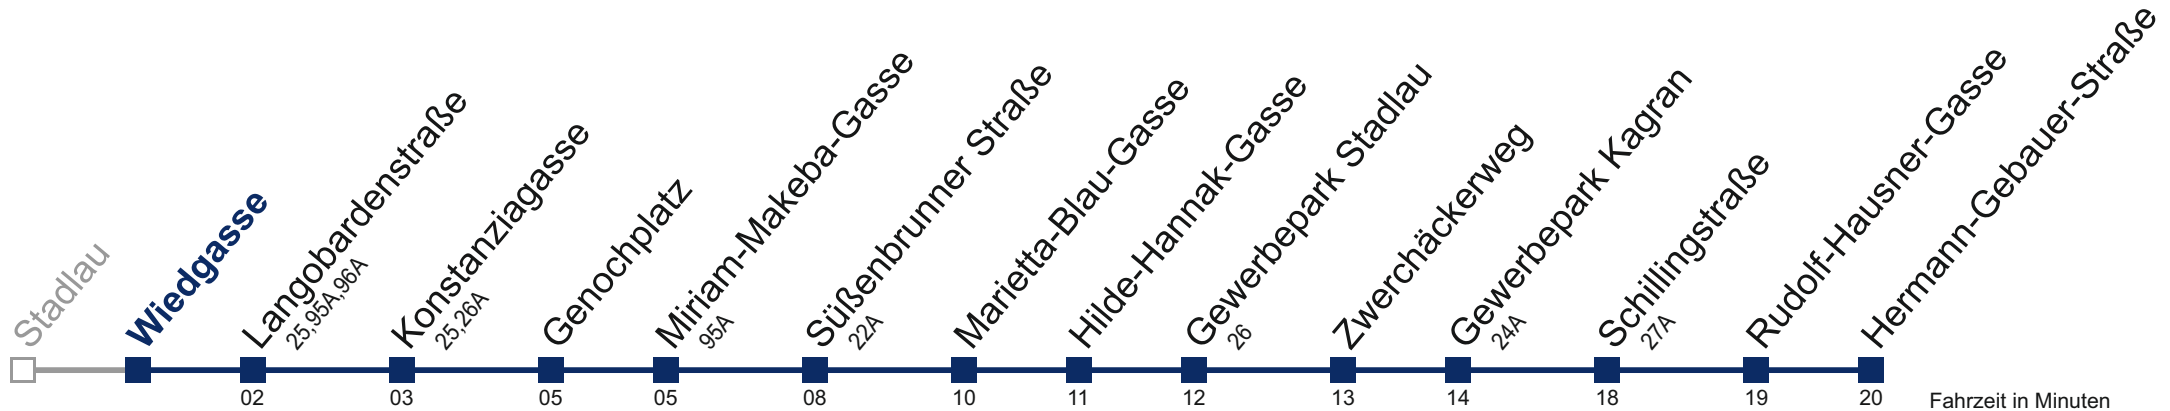 Stadlau
Wiedgasse
Langobardenstraße
25,95A,96A
Konstanziagasse
25,26A
Genochplatz
Miriam-Makeba-Gasse
95A
Süßenbrunner Straße
22A
Marietta-Blau-Gasse
Hilde-Hannak-Gasse
Gewerbepark Stadlau
26
Zwerchäckerweg
Gewerbepark Kagran
24A
Schillingstraße
27A
Rudolf-Hausner-Gasse
Hermann-Gebauer-Straße
02 03 05 05 08 10 11 12 13 14 18 19 20 Fahrzeit in Minuten